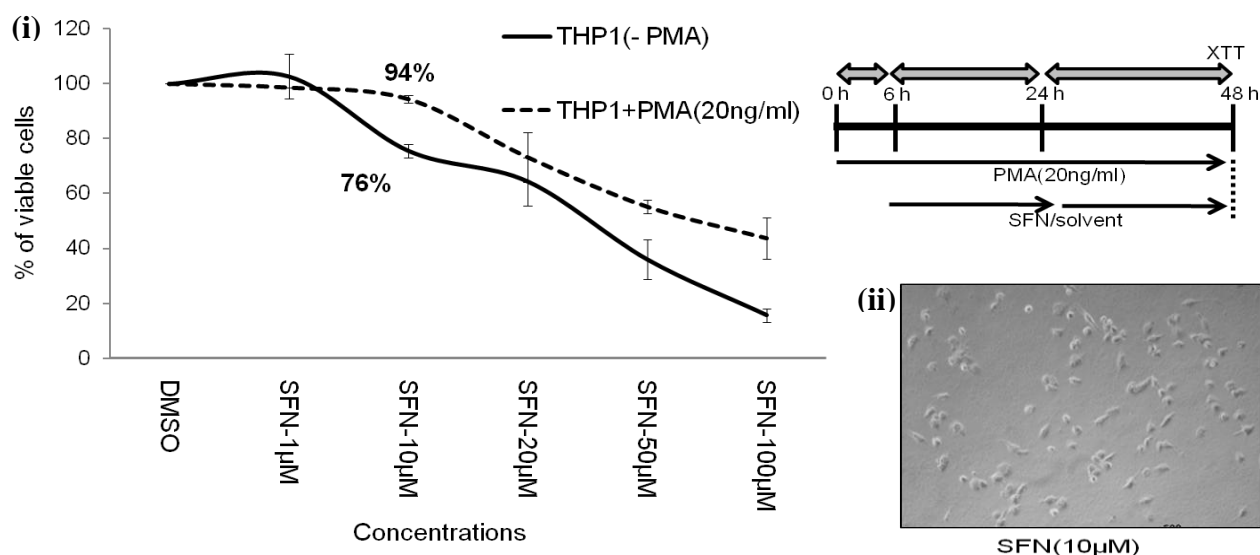 (i)
120
100
80
60
40
20
0
% of viable cells
THP1(- PMA)
THP1+PMA(20ng/ml)
94%
76%
DMSO
SFN-1µM
SFN-10µM
SFN-20µM
SFN-50µM
SFN-100µM
Concentrations
XTT
0 h
6 h
24 h
48 h
PMA(20ng/ml)
SFN/solvent
(ii)
SFN(10µM)